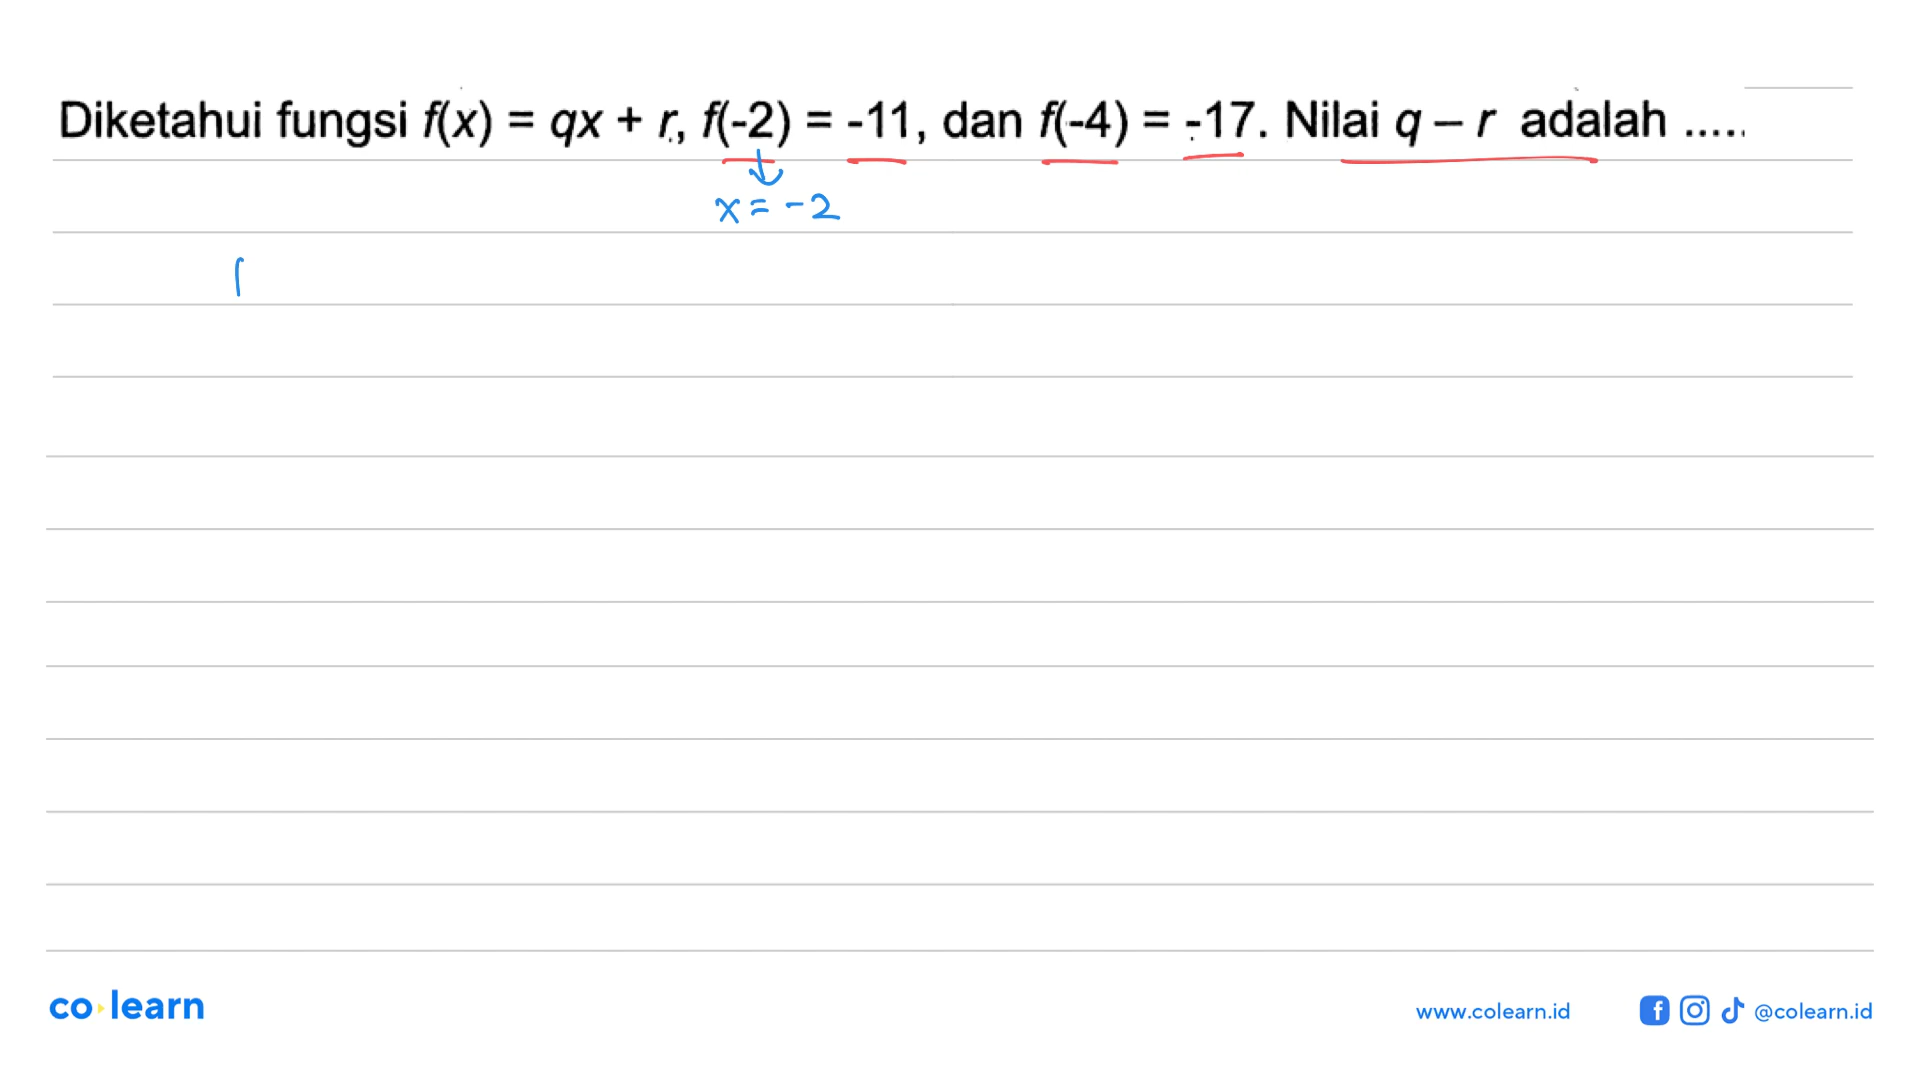 Diketahui fungsi f(x) = qx + r, f(-2) = -11, dan f(-4) = -17. Nilai q – r adalah .....
x = -2
co learn
www.colearn.id @colearn.id